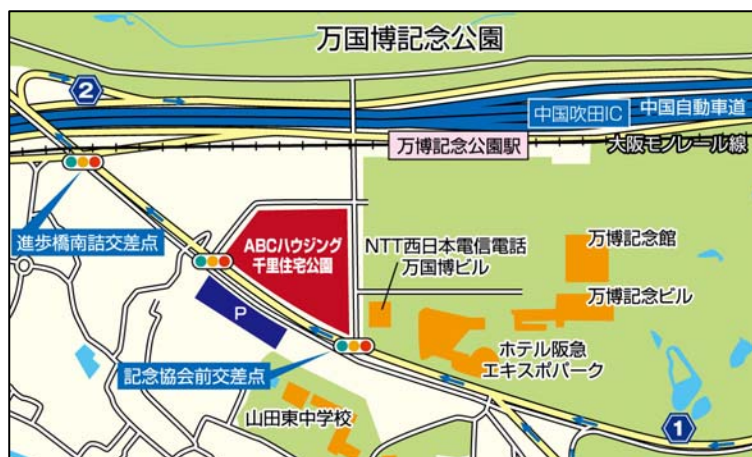 万国博記念公園
2
中国吹田IC
中国自動車道
万博記念公園駅
大阪モノレール線
進歩橋南詰交差点
ABCハウジング
千里住宅公園
NTT西日本電信電話
万国博ビル
万博記念館
万博記念ビル
P
ホテル阪急
エキスポパーク
記念協会前交差点
山田東中学校
1